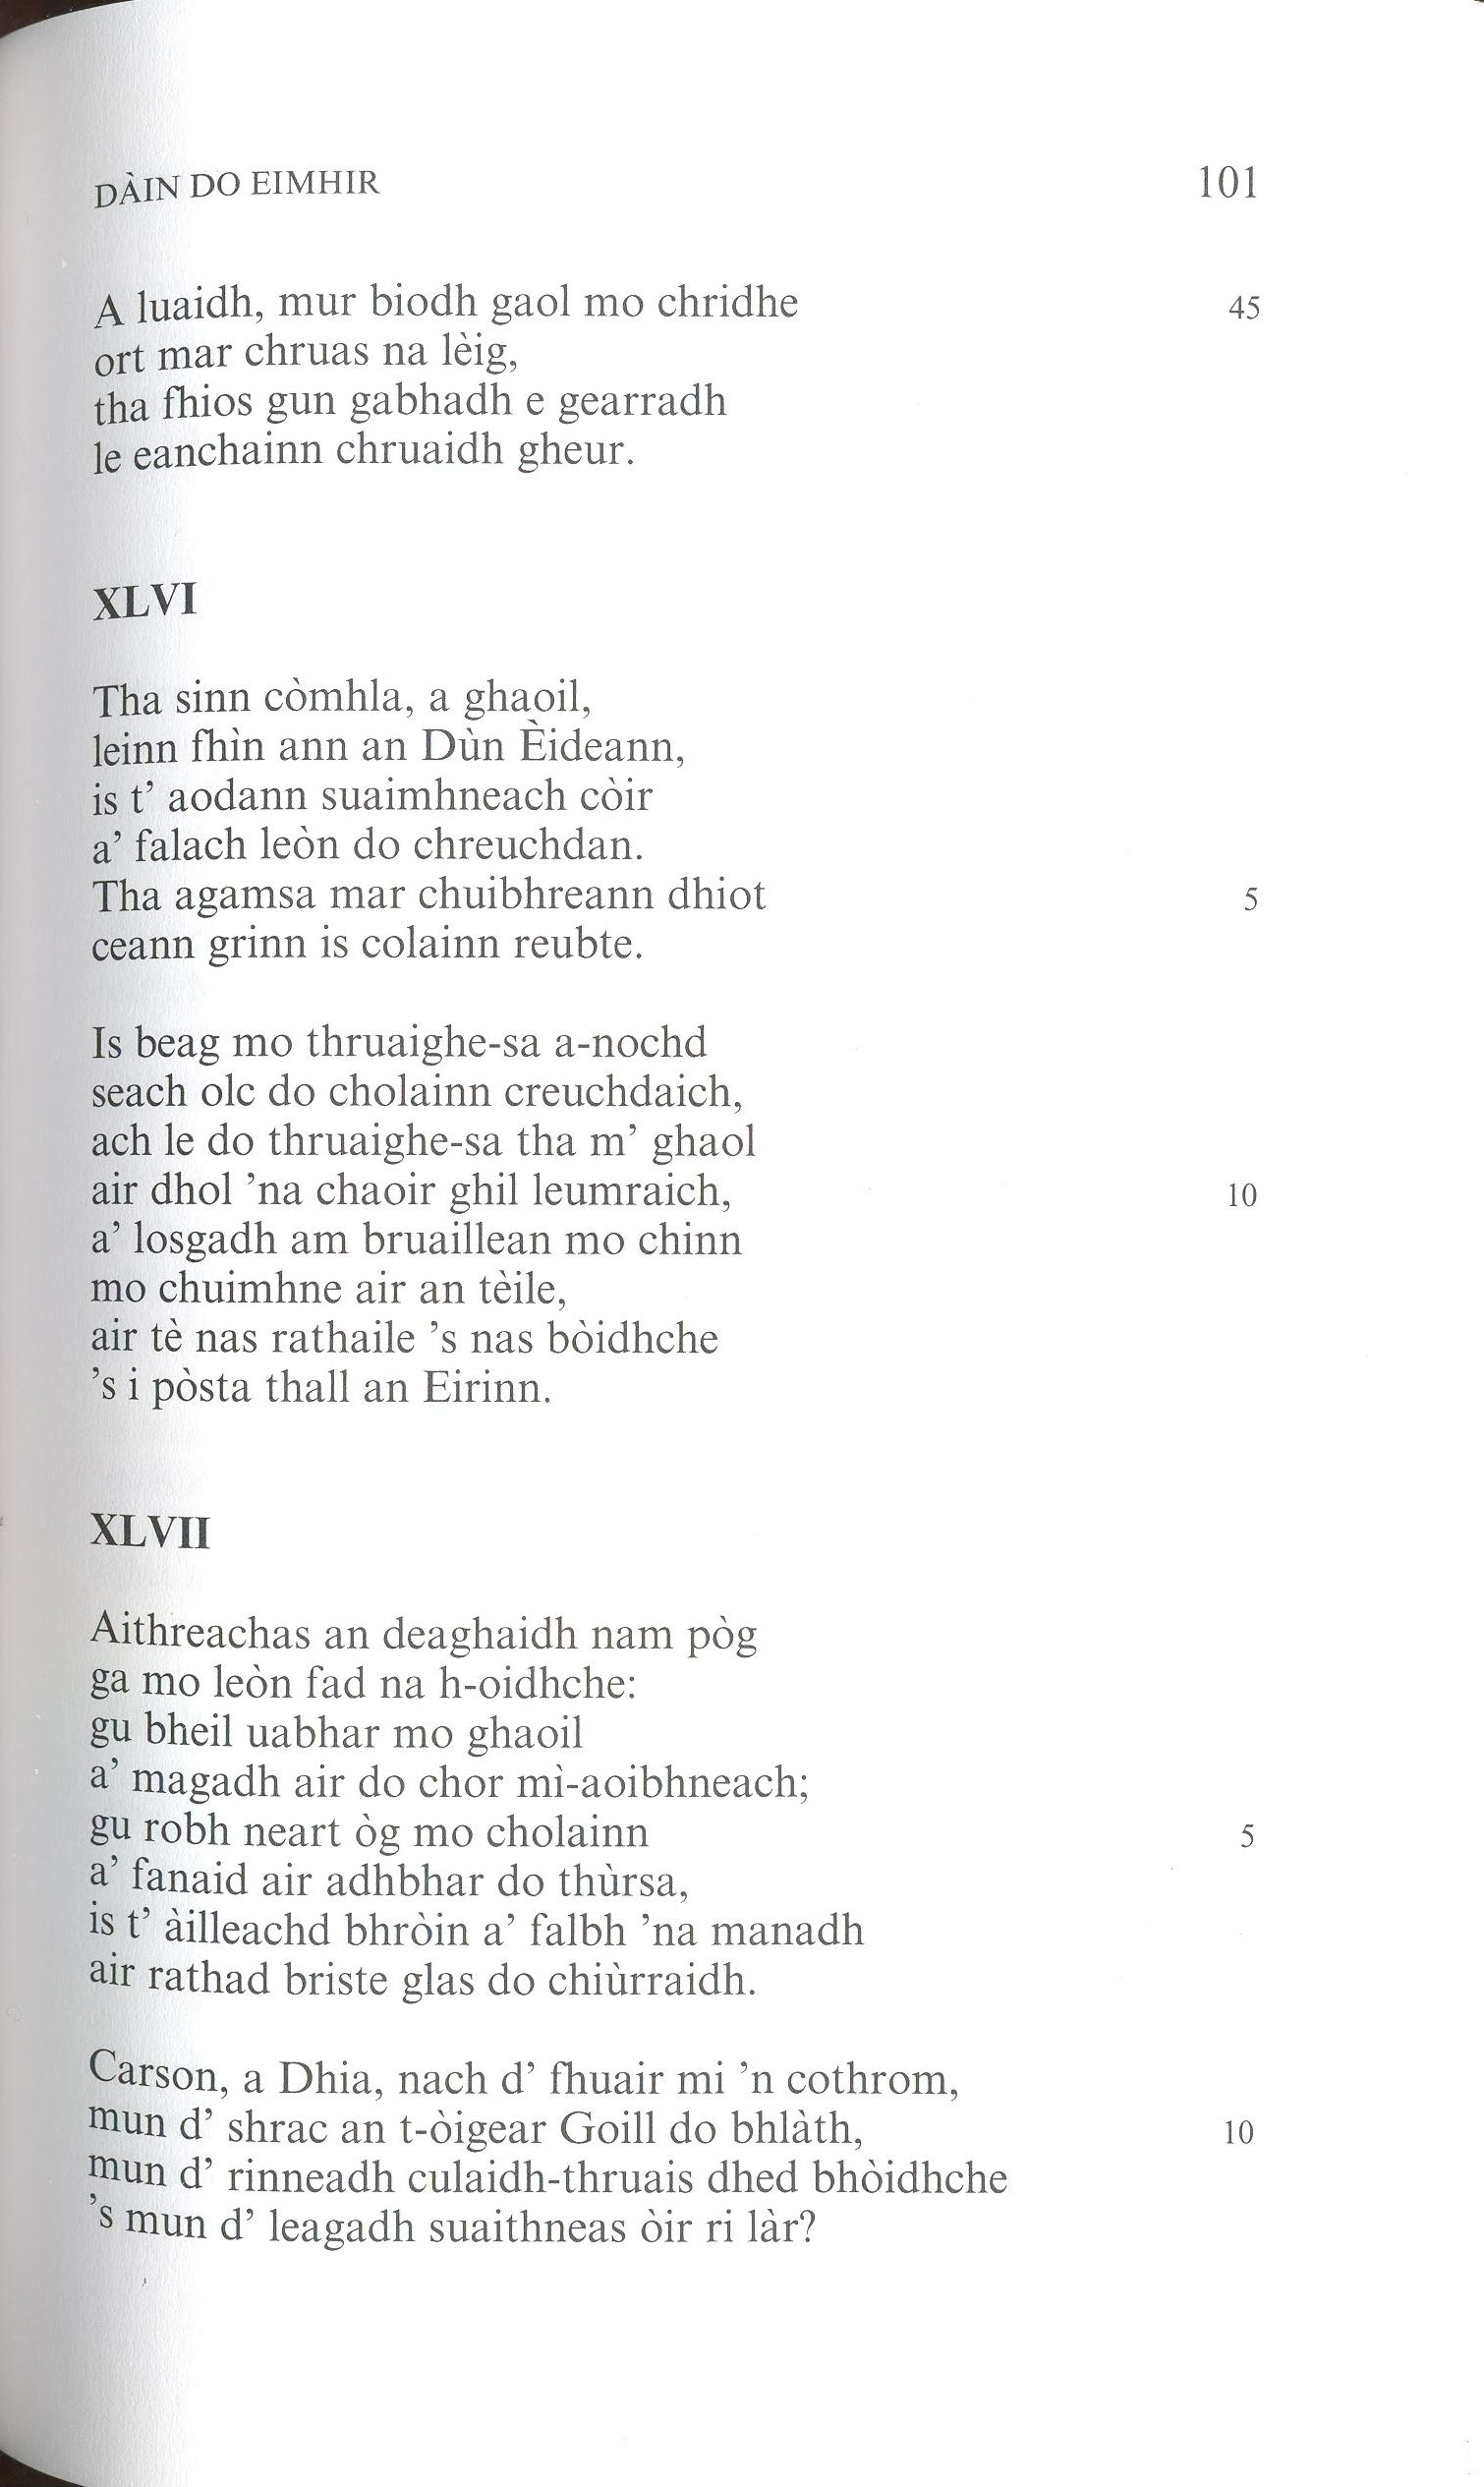 DÀIN DO EIMHIR 101
A luaidh, mur biodh gaol mo chridhe 45
ort mar chruas na lèig,
tha fhios gun gabhadh e gearradh
le eanchainn chruaidh gheur.
XLVI
Tha sinn còmhla, a ghaoil,
leinn fhìn ann an Dùn Èideann,
is t’ aodann suaimhneach còir
a’ falach leòn do chreuchdan.
Tha agamsa mar chuibhreann dhiot 5
ceann grinn is colainn reubte.
Is beag mo thruaighe-sa a-nochd
seach olc do cholainn creuchdaich,
ach le do thruaighe-sa tha m’ ghaol
air dhol ’na chaoir ghil leumraich, 10
a’ losgadh am bruaillean mo chinn
mo chuimhne air an tèile,
air tè nas rathaile ’s nas bòidhche
’s i pòsta thall an Eirinn.
XLVII
Aithreachas an deaghaidh nam pòg
ga mo leòn fad na h-oidhche:
gu bheil uabhar mo ghaoil
a’ magadh air do chor mì-aoibhneach;
gu robh neart òg mo cholainn 5
a’ fanaid air adhbhar do thùrsa,
is t’ àilleachd bhròin a’ falbh ’na manadh
air rathad briste glas do chiùrraidh.
Carson, a Dhia, nach d’ fhuair mi ’n cothrom,
mun d’ shrac an t-òigear Goill do bhlàth, 10
mun d’ rinneadh culaidh-thruais dhed bhòidhche
’s mun d’ leagadh suaithneas òir ri làr?